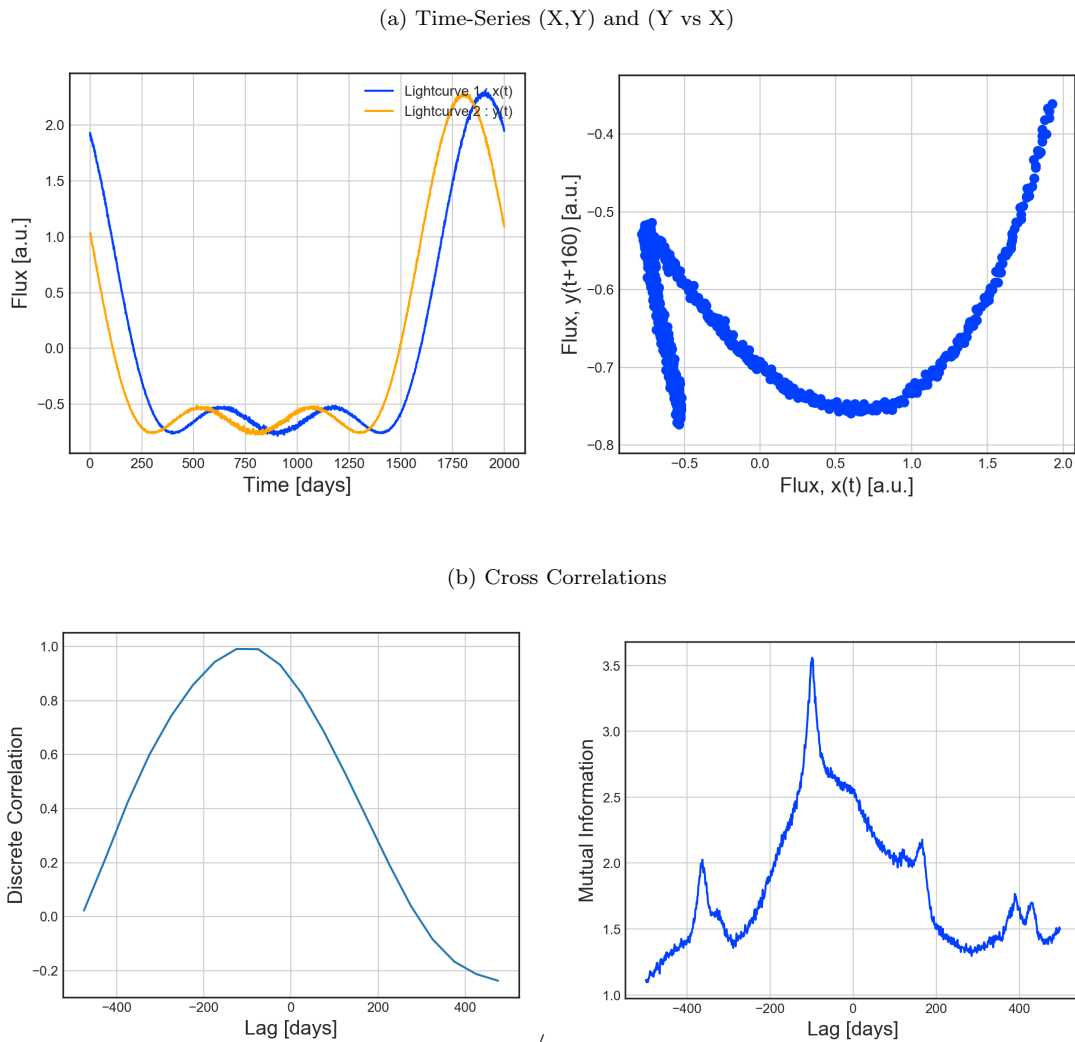 (a) Time-Series (X,Y) and (Y vs X)
Lightcurve 1 : x(t)
Lightcurve 2 : y(t)
Flux [a.u.]
2.0
1.5
1.0
0.5
0.0
−0.5
0 250 500 750 1000 1250 1500 1750 2000
Time [days]
Flux, y(t+160) [a.u.]
−0.4
−0.5
−0.6
−0.7
−0.8
−0.5 0.0 0.5 1.0 1.5 2.0
Flux, x(t) [a.u.]
(b) Cross Correlations
Discrete Correlation
1.0
0.8
0.6
0.4
0.2
0.0
−0.2
−400 −200 0 200 400
Lag [days]
Mutual Information
3.5
3.0
2.5
2.0
1.5
1.0
−400 −200 0 200 400
Lag [days]